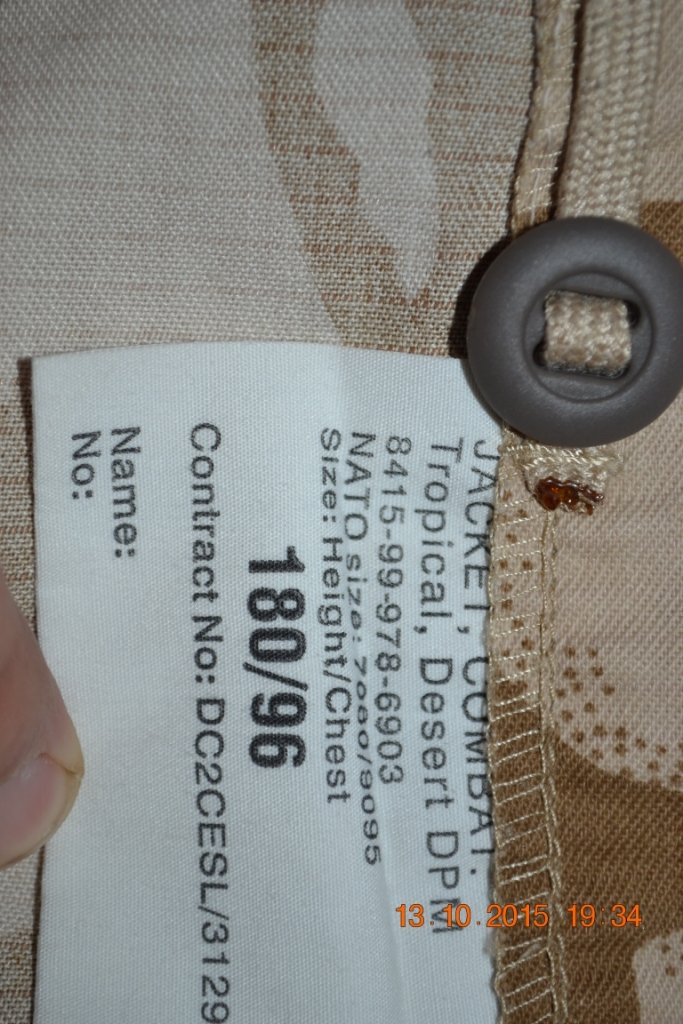 JACKET, COMBAT.
Tropical, Desert DPM
8415-99-978-6903
NATO size: 7080/9095
Size: Height/Chest
180/96
Contract No: DC2CESL/3129
Name:
No:
13.10.2015 19:34